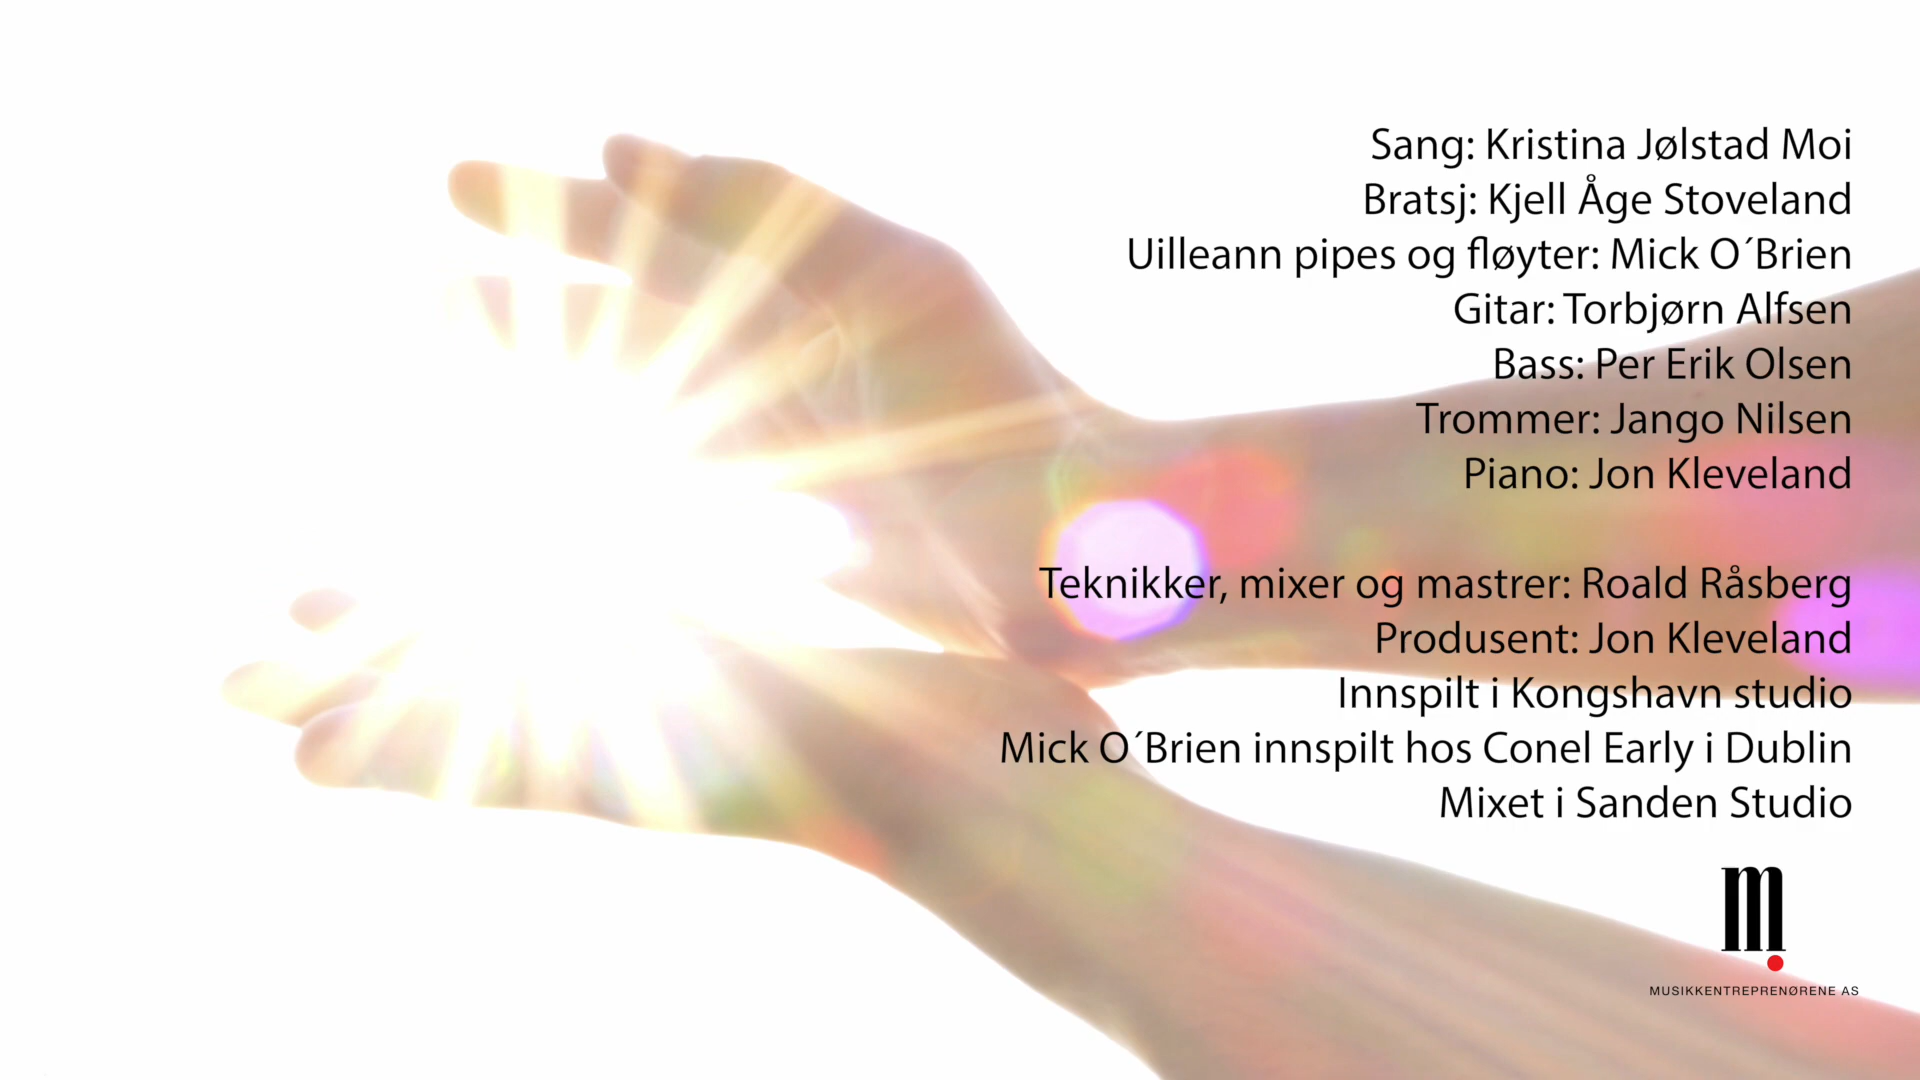 Sang: Kristina Jølstad Moi
Bratsj: Kjell Åge Stoveland
Uilleann pipes og fløyter: Mick O´Brien
Gitar: Torbjørn Alfsen
Bass: Per Erik Olsen
Trommer: Jango Nilsen
Piano: Jon Kleveland
Teknikker, mixer og mastrer: Roald Råsberg
Produsent: Jon Kleveland
Innspilt i Kongshavn studio
Mick O´Brien innspilt hos Conel Early i Dublin
Mixet i Sanden Studio
m
MUSIKKENTREPRENØRENE AS